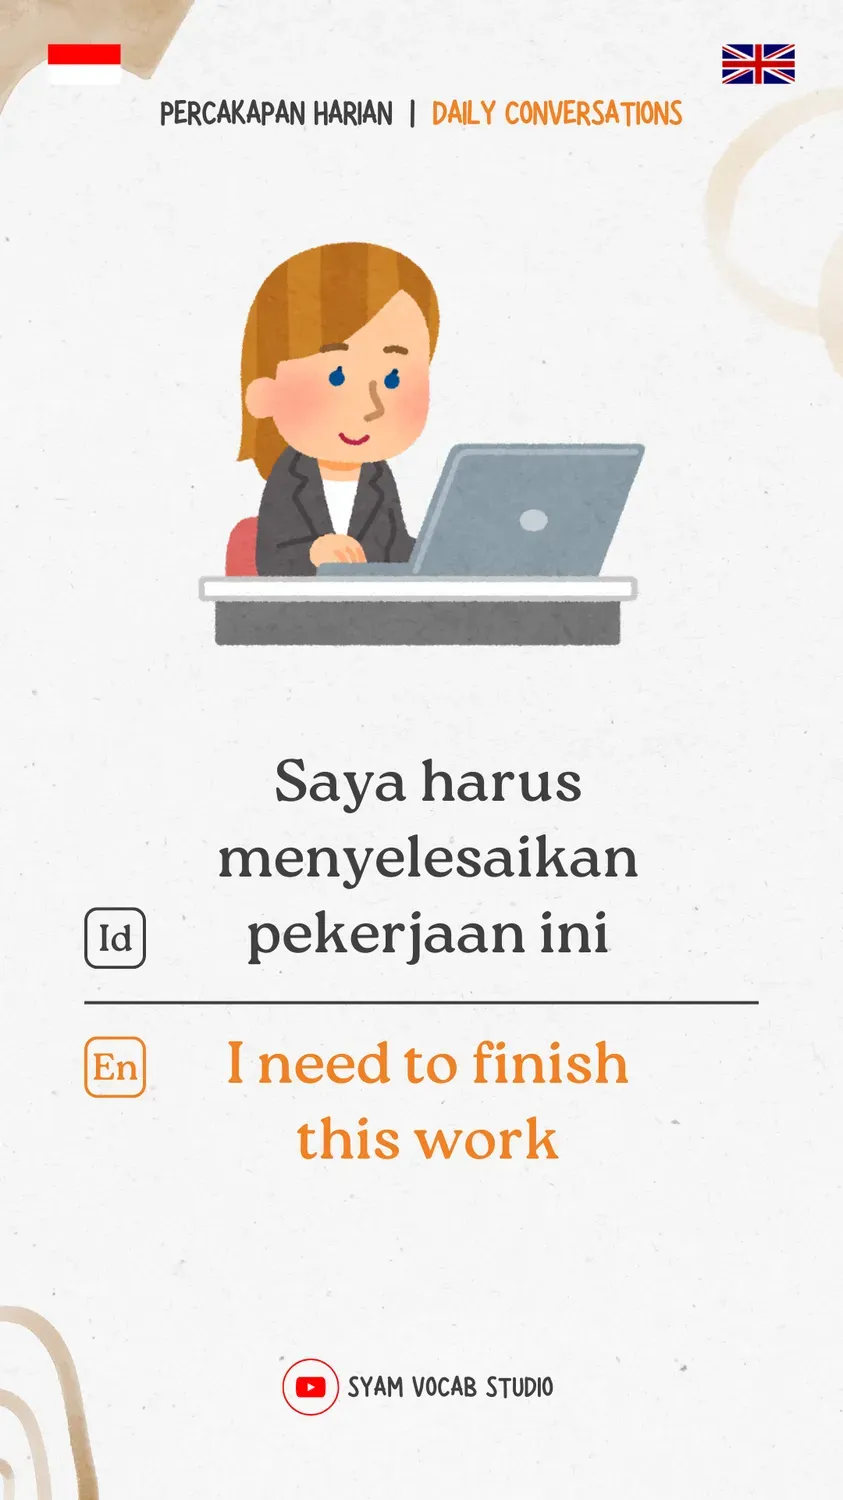 PERCAKAPAN HARIAN | DAILY CONVERSATIONS
Saya harus
menyelesaikan
pekerjaan ini
Id
En
I need to finish
this work
SYAM VOCAB STUDIO